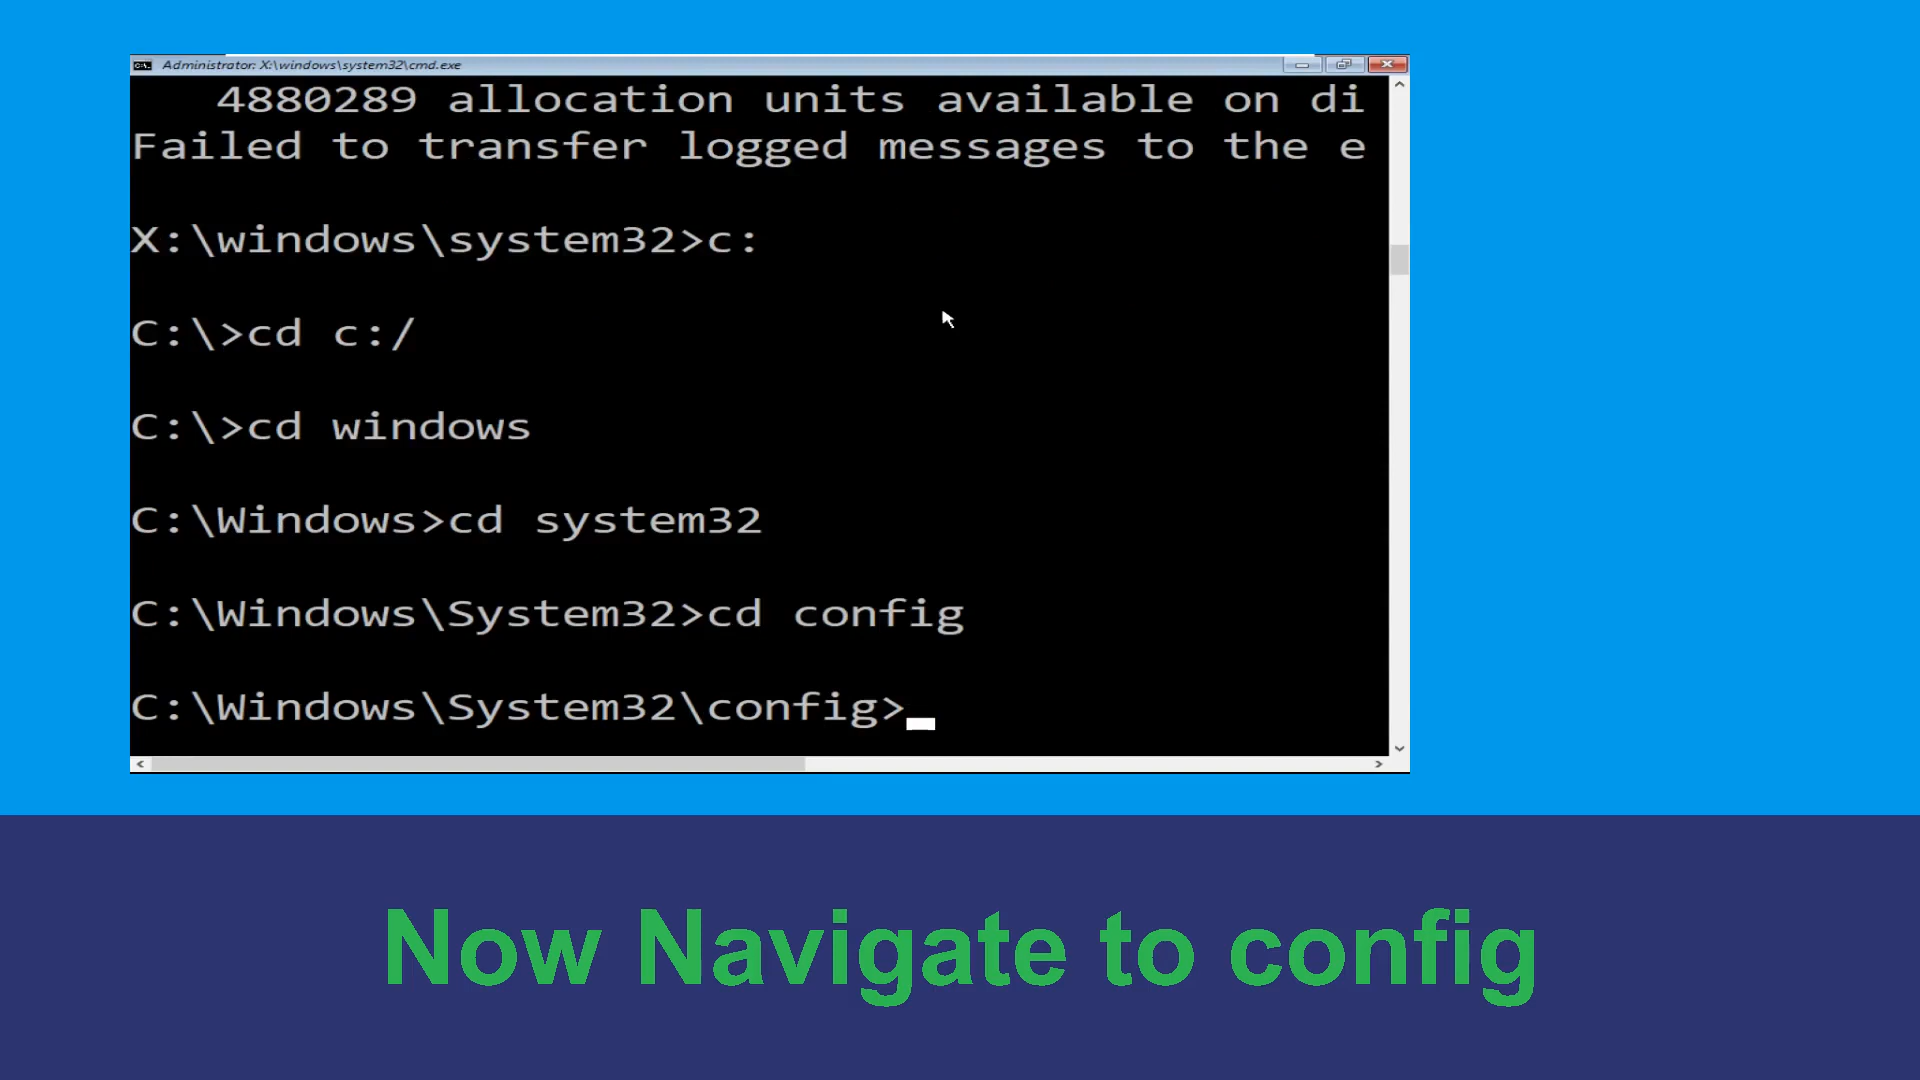 Administrator: X:\windows\system32\cmd.exe
4880289 allocation units available on di
Failed to transfer logged messages to the e
X:\windows\system32>c:
C:\>cd c:/
C:\>cd windows
C:\Windows>cd system32
C:\Windows\System32>cd config
C:\Windows\System32\config>
Now Navigate to config